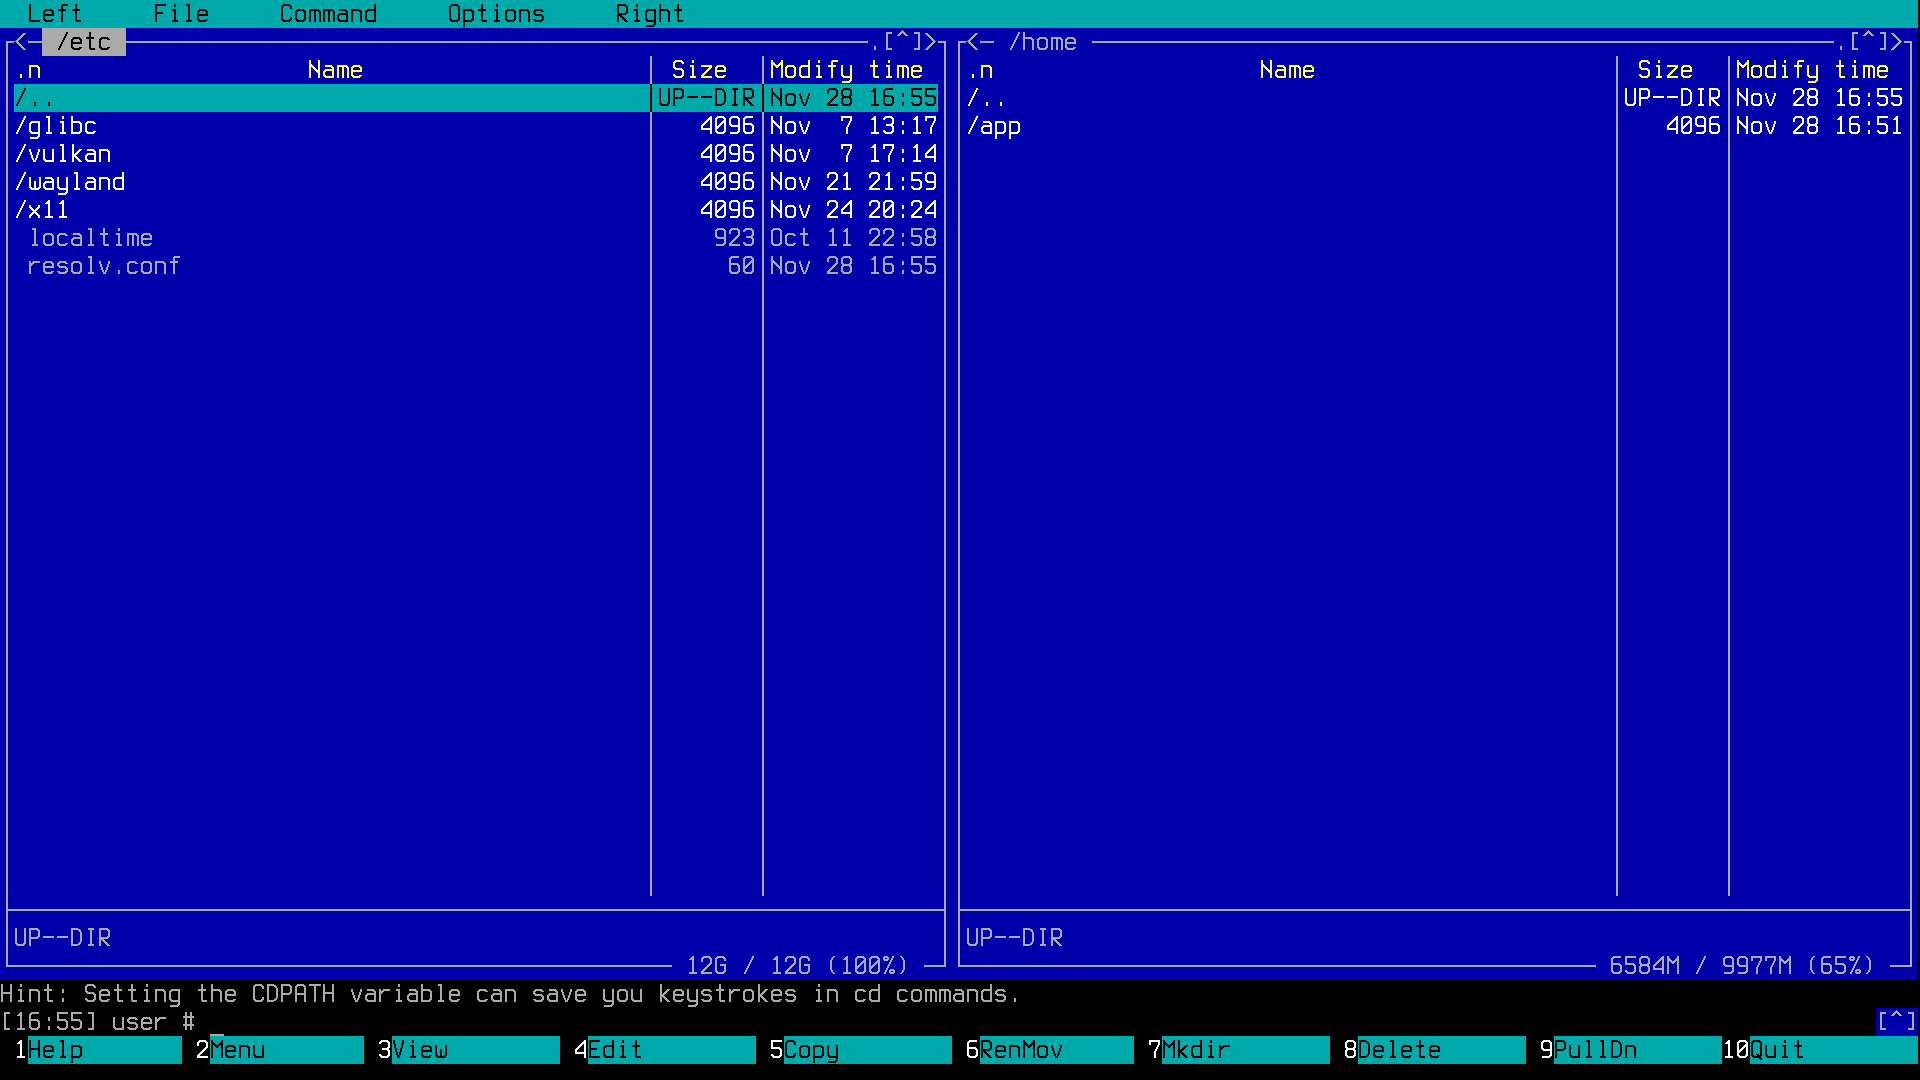 Left File Command Options Right
<─ /etc .[^]>
.n Name Size Modify time
/.. UP--DIR Nov 28 16:55
/glibc 4096 Nov 7 13:17
/vulkan 4096 Nov 7 17:14
/wayland 4096 Nov 21 21:59
/x11 4096 Nov 24 20:24
localtime 923 Oct 11 22:58
resolv.conf 60 Nov 28 16:55
UP--DIR
12G / 12G (100%)
<─ /home .[^]>
.n Name Size Modify time
/.. UP--DIR Nov 28 16:55
/app 4096 Nov 28 16:51
UP--DIR
6584M / 9977M (65%)
Hint: Setting the CDPATH variable can save you keystrokes in cd commands.
[16:55] user # _ [^]
1Help 2Menu 3View 4Edit 5Copy 6RenMov 7Mkdir 8Delete 9PullDn 10Quit